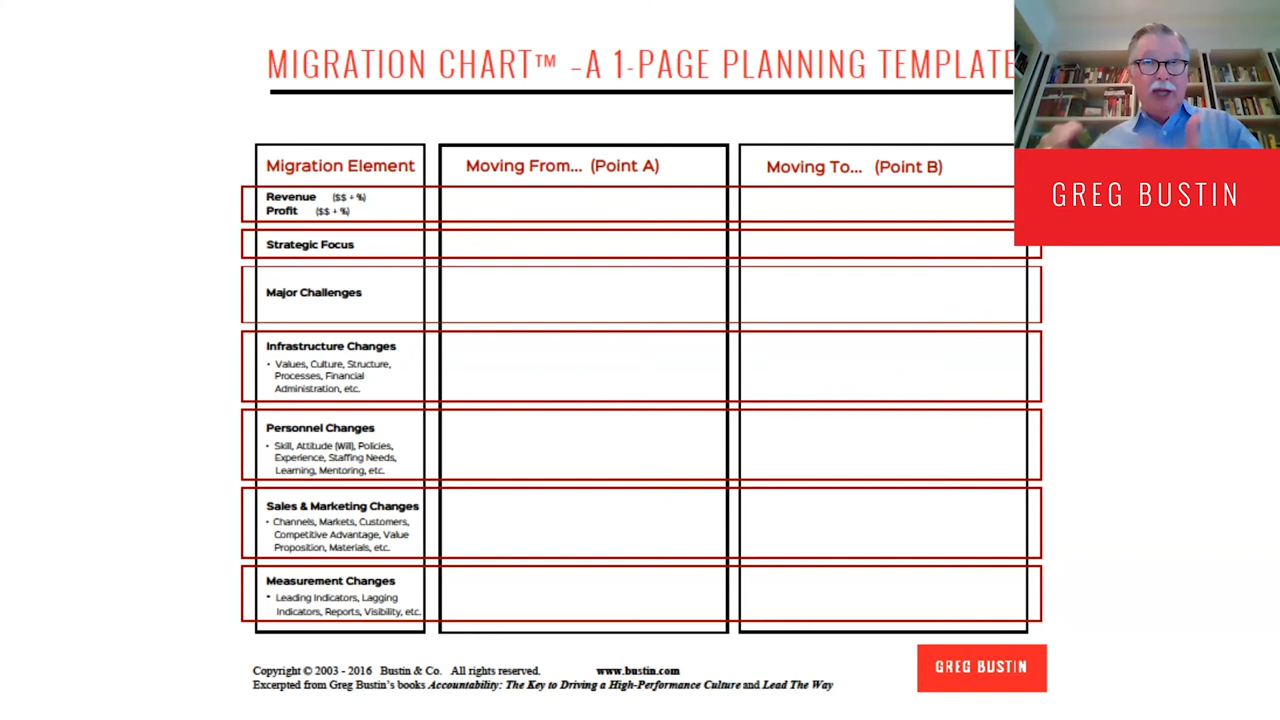 MIGRATION CHART™ -A 1-PAGE PLANNING TEMPLATE
GREG BUSTIN
Migration Element
Moving From... (Point A)
Moving To... (Point B)
Revenue ($$ + %)
Profit ($$ + %)
Strategic Focus
Major Challenges
Infrastructure Changes
• Values, Culture, Structure,
Processes, Financial
Administration, etc.
Personnel Changes
• Skill, Attitude (Will), Policies,
Experience, Staffing Needs,
Learning, Mentoring, etc.
Sales & Marketing Changes
• Channels, Markets, Customers,
Competitive Advantage, Value
Proposition, Materials, etc.
Measurement Changes
• Leading Indicators, Lagging
Indicators, Reports, Visibility, etc.
Copyright © 2003 - 2016 Bustin & Co. All rights reserved. www.bustin.com
Excerpted from Greg Bustin's books Accountability: The Key to Driving a High-Performance Culture and Lead The Way
GREG BUSTIN